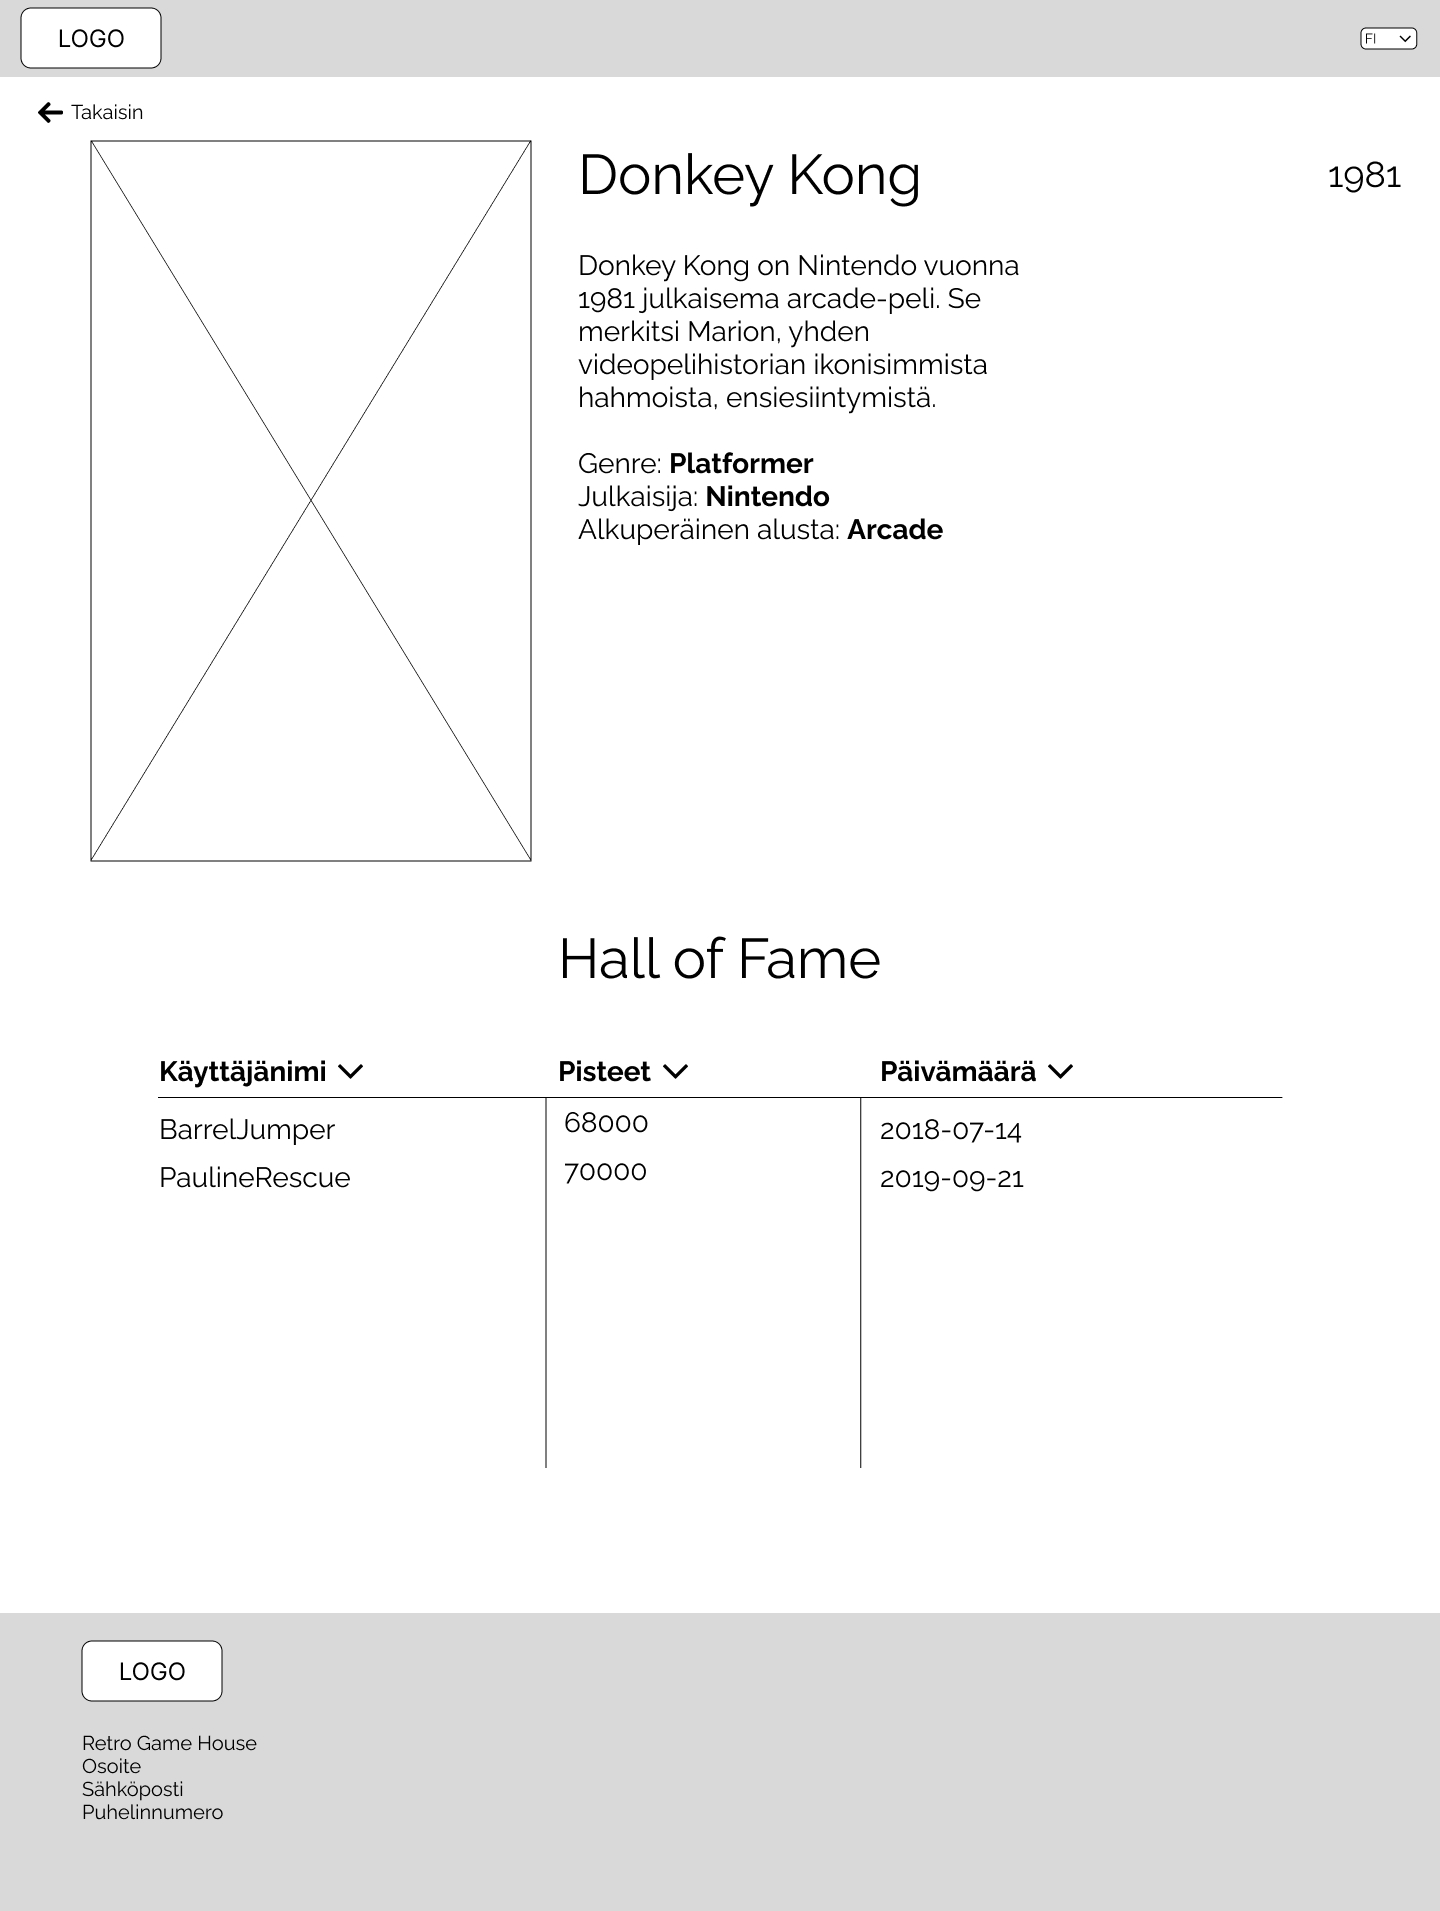 LOGO
FI
Takaisin
Donkey Kong
1981
Donkey Kong on Nintendo vuonna
1981 julkaisema arcade-peli. Se
merkitsi Marion, yhden
videopelihistorian ikonisimmista
hahmoista, ensiesiintymistä.
Genre: Platformer
Julkaisija: Nintendo
Alkuperäinen alusta: Arcade
Hall of Fame
Käyttäjänimi Pisteet Päivämäärä
BarrelJumper 68000 2018-07-14
PaulineRescue 70000 2019-09-21
LOGO
Retro Game House
Osoite
Sähköposti
Puhelinnumero